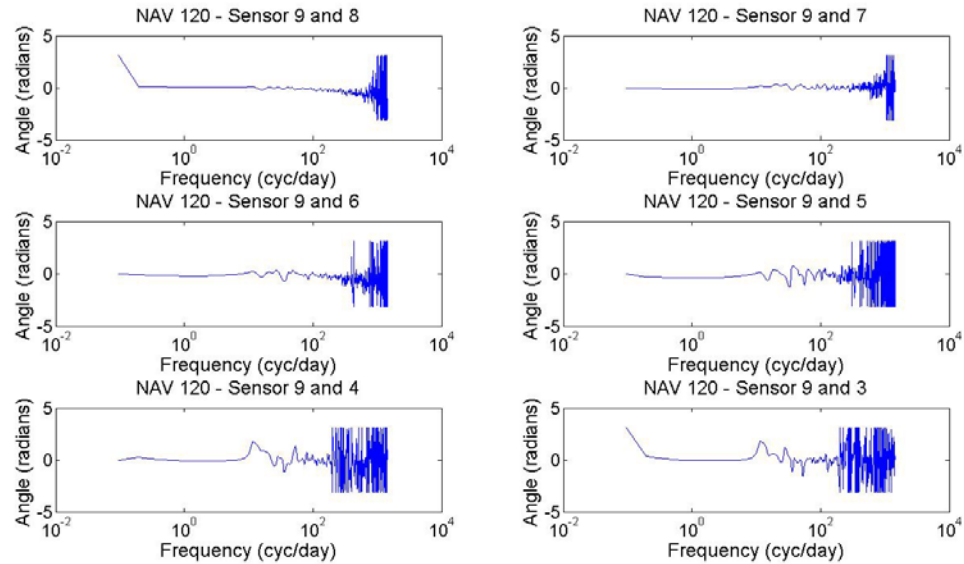 NAV 120 - Sensor 9 and 8
Angle (radians)
5
0
-5
10^-2
10^0
10^2
10^4
Frequency (cyc/day)
NAV 120 - Sensor 9 and 7
Angle (radians)
5
0
-5
10^-2
10^0
10^2
10^4
Frequency (cyc/day)
NAV 120 - Sensor 9 and 6
Angle (radians)
5
0
-5
10^-2
10^0
10^2
10^4
Frequency (cyc/day)
NAV 120 - Sensor 9 and 5
Angle (radians)
5
0
-5
10^-2
10^0
10^2
10^4
Frequency (cyc/day)
NAV 120 - Sensor 9 and 4
Angle (radians)
5
0
-5
10^-2
10^0
10^2
10^4
Frequency (cyc/day)
NAV 120 - Sensor 9 and 3
Angle (radians)
5
0
-5
10^-2
10^0
10^2
10^4
Frequency (cyc/day)